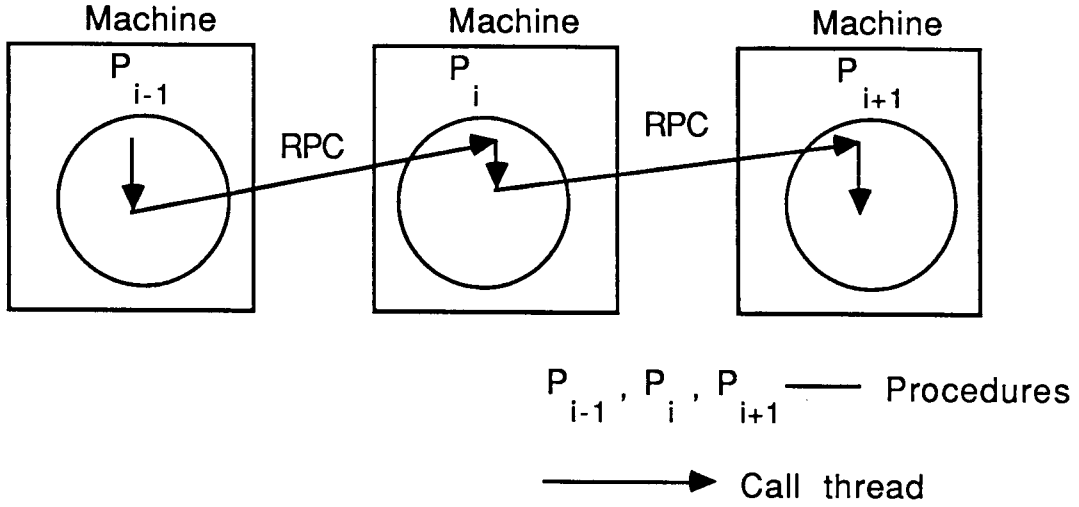 Machine Machine Machine
P i-1 P i P i+1
RPC RPC
P i-1 , P i , P i+1 — Procedures
Call thread